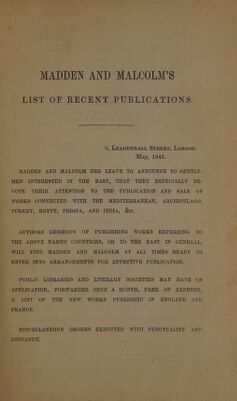 MADDEN AND MALCOLM'S
LIST OF RECENT PUBLICATIONS.
8, LEADENHALL STREET, LONDON.
May, 1845.
MADDEN AND MALCOLM BEG LEAVE TO ANNOUNCE TO GENTLE-
MEN INTERESTED IN THE EAST, THAT THEY ESPECIALLY DE-
VOTE THEIR ATTENTION TO THE PUBLICATION AND SALE OF
WORKS CONNECTED WITH THE MEDITERRANEAN, ARCHIPELAGO,
TURKEY, EGYPT, PERSIA, AND INDIA, &c.
AUTHORS DESIROUS OF PUBLISHING WORKS REFERRING TO
THE ABOVE NAMED COUNTRIES, OR TO THE EAST IN GENERAL,
WILL FIND MADDEN AND MALCOLM AT ALL TIMES READY TO
ENTER INTO ARRANGEMENTS FOR EFFECTIVE PUBLICATION.
PUBLIC LIBRARIES AND LITERARY SOCIETIES MAY HAVE ON
APPLICATION, FORWARDED ONCE A MONTH, FREE OF EXPENSE,
A LIST OF THE NEW WORKS PUBLISHED IN ENGLAND AND
FRANCE.
MISCELLANEOUS ORDERS EXECUTED WITH PUNCTUALITY AND
DESPATCH.